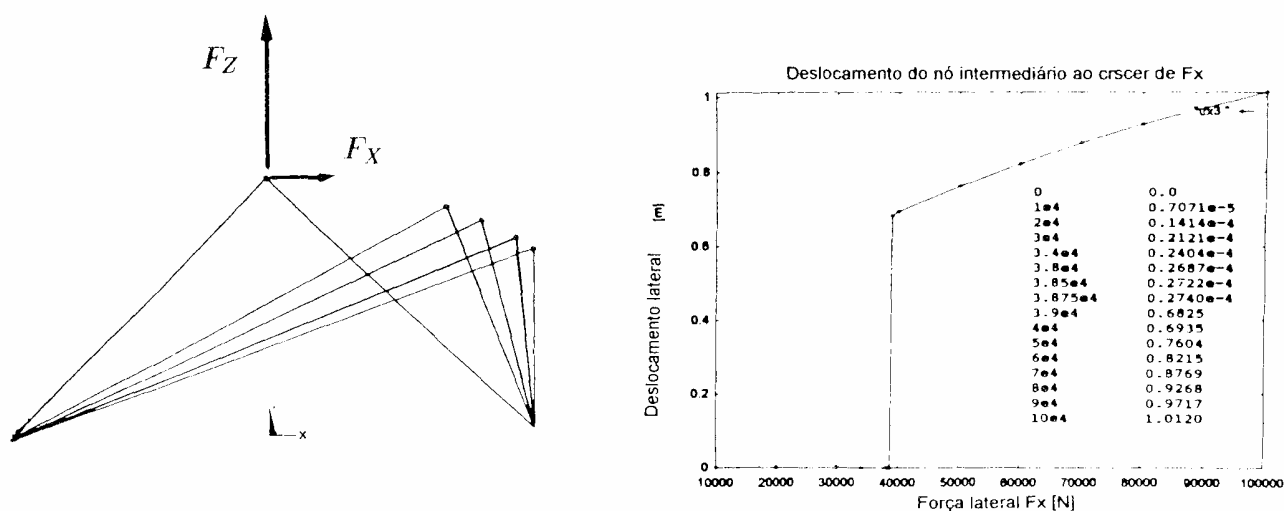 F_Z
F_X
x
Deslocamento do nó intermediário ao crscer de Fx
"ux3"
Deslocamento lateral [m]
1
0.8
0.6
0.4
0.2
0
0 0.0
1e4 0.7071e-5
2e4 0.1414e-4
3e4 0.2121e-4
3.4e4 0.2404e-4
3.8e4 0.2687e-4
3.85e4 0.2722e-4
3.875e4 0.2740e-4
3.9e4 0.6825
4e4 0.6935
5e4 0.7604
6e4 0.8215
7e4 0.8769
8e4 0.9268
9e4 0.9717
10e4 1.0120
10000 20000 30000 40000 50000 60000 70000 80000 90000 100000
Força lateral Fx [N]